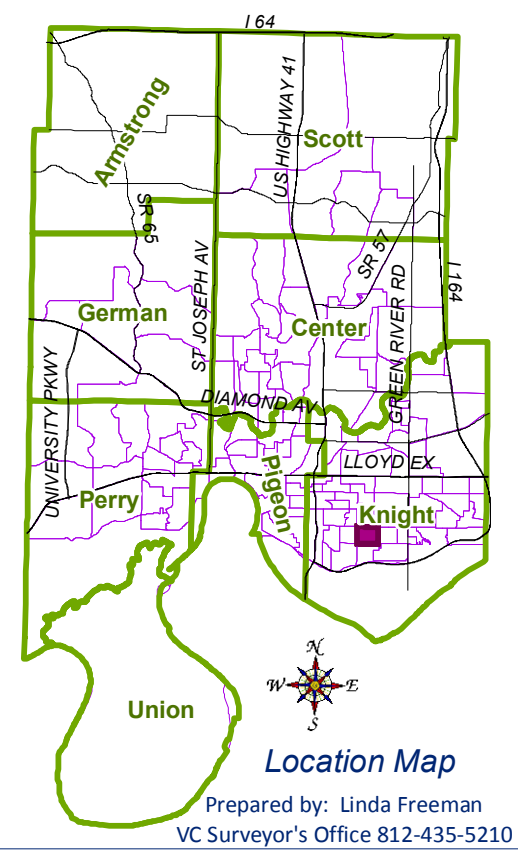 I 64
Armstrong
US HIGHWAY 41
Scott
SR 65
ST JOSEPH AV
SR 57
GREEN RIVER RD
I 164
German
Center
UNIVERSITY PKWY
DIAMOND AV
LLOYD EX
Perry
Pigeon
Knight
Union
N
W E
S
Location Map
Prepared by: Linda Freeman
VC Surveyor's Office 812-435-5210